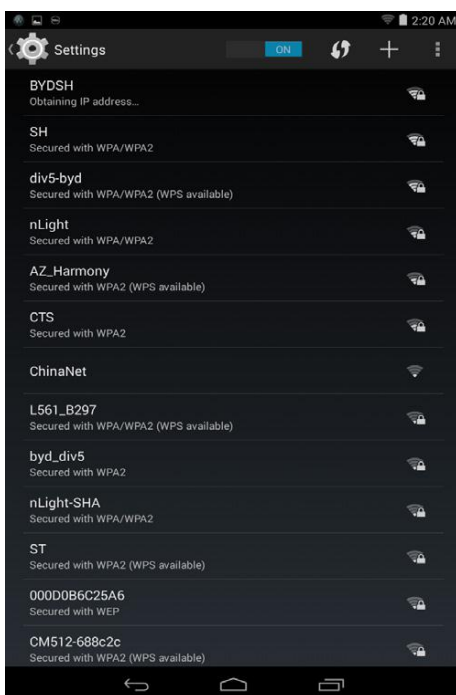 2:20 AM
Settings
ON
BYDSH
Obtaining IP address...
SH
Secured with WPA/WPA2
div5-byd
Secured with WPA/WPA2 (WPS available)
nLight
Secured with WPA/WPA2
AZ_Harmony
Secured with WPA2 (WPS available)
CTS
Secured with WPA2
ChinaNet
L561_B297
Secured with WPA/WPA2 (WPS available)
byd_div5
Secured with WPA2
nLight-SHA
Secured with WPA/WPA2
ST
Secured with WPA2 (WPS available)
000D0B6C25A6
Secured with WEP
CM512-688c2c
Secured with WPA2 (WPS available)